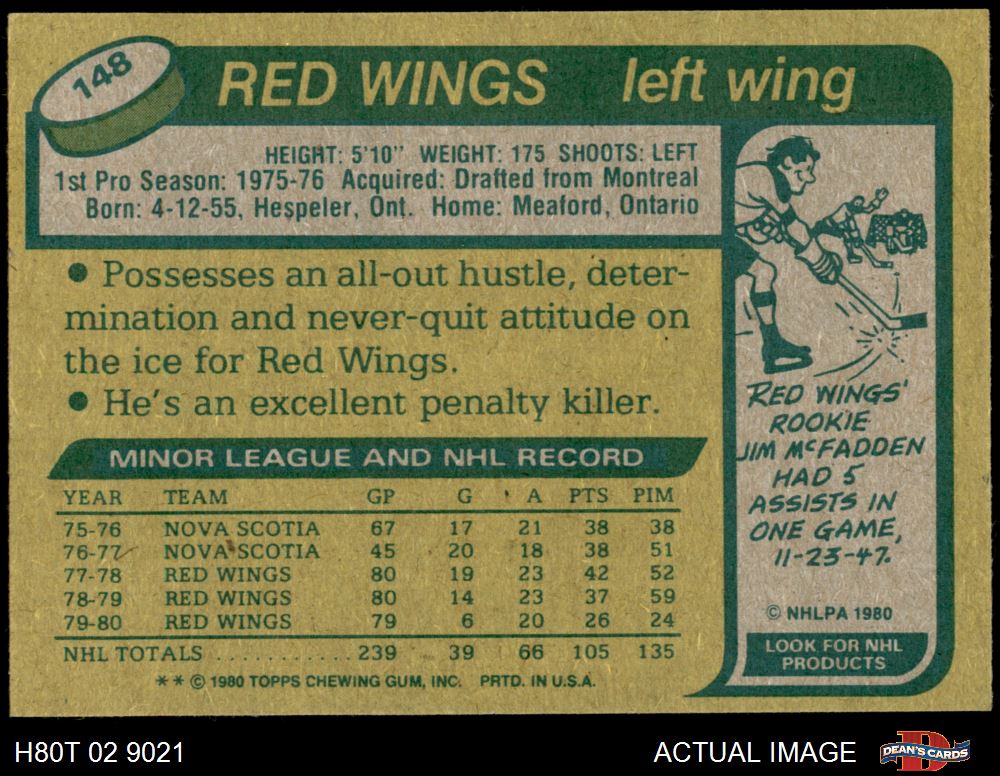 148
RED WINGS left wing
HEIGHT: 5'10" WEIGHT: 175 SHOOTS: LEFT
1st Pro Season: 1975-76 Acquired: Drafted from Montreal
Born: 4-12-55, Hespeler, Ont. Home: Meaford, Ontario
• Possesses an all-out hustle, deter-
mination and never-quit attitude on
the ice for Red Wings.
• He's an excellent penalty killer.
MINOR LEAGUE AND NHL RECORD
YEAR TEAM GP G A PTS PIM
75-76 NOVA SCOTIA 67 17 21 38 38
76-77 NOVA SCOTIA 45 20 18 38 51
77-78 RED WINGS 80 19 23 42 52
78-79 RED WINGS 80 14 23 37 59
79-80 RED WINGS 79 6 20 26 24
NHL TOTALS ........... 239 39 66 105 135
** © 1980 TOPPS CHEWING GUM, INC. PRTD. IN U.S.A.
RED WINGS'
ROOKIE
JIM McFADDEN
HAD 5
ASSISTS IN
ONE GAME,
11-23-47.
© NHLPA 1980
LOOK FOR NHL
PRODUCTS
H80T 02 9021
ACTUAL IMAGE
D
DEAN'S CARDS